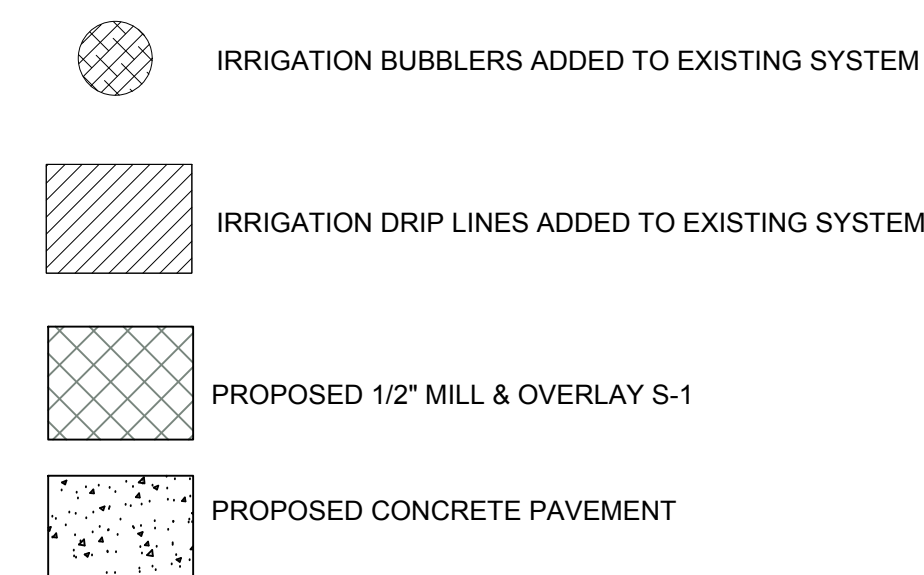 IRRIGATION BUBBLERS ADDED TO EXISTING SYSTEM
IRRIGATION DRIP LINES ADDED TO EXISTING SYSTEM
PROPOSED 1/2" MILL & OVERLAY S-1
PROPOSED CONCRETE PAVEMENT